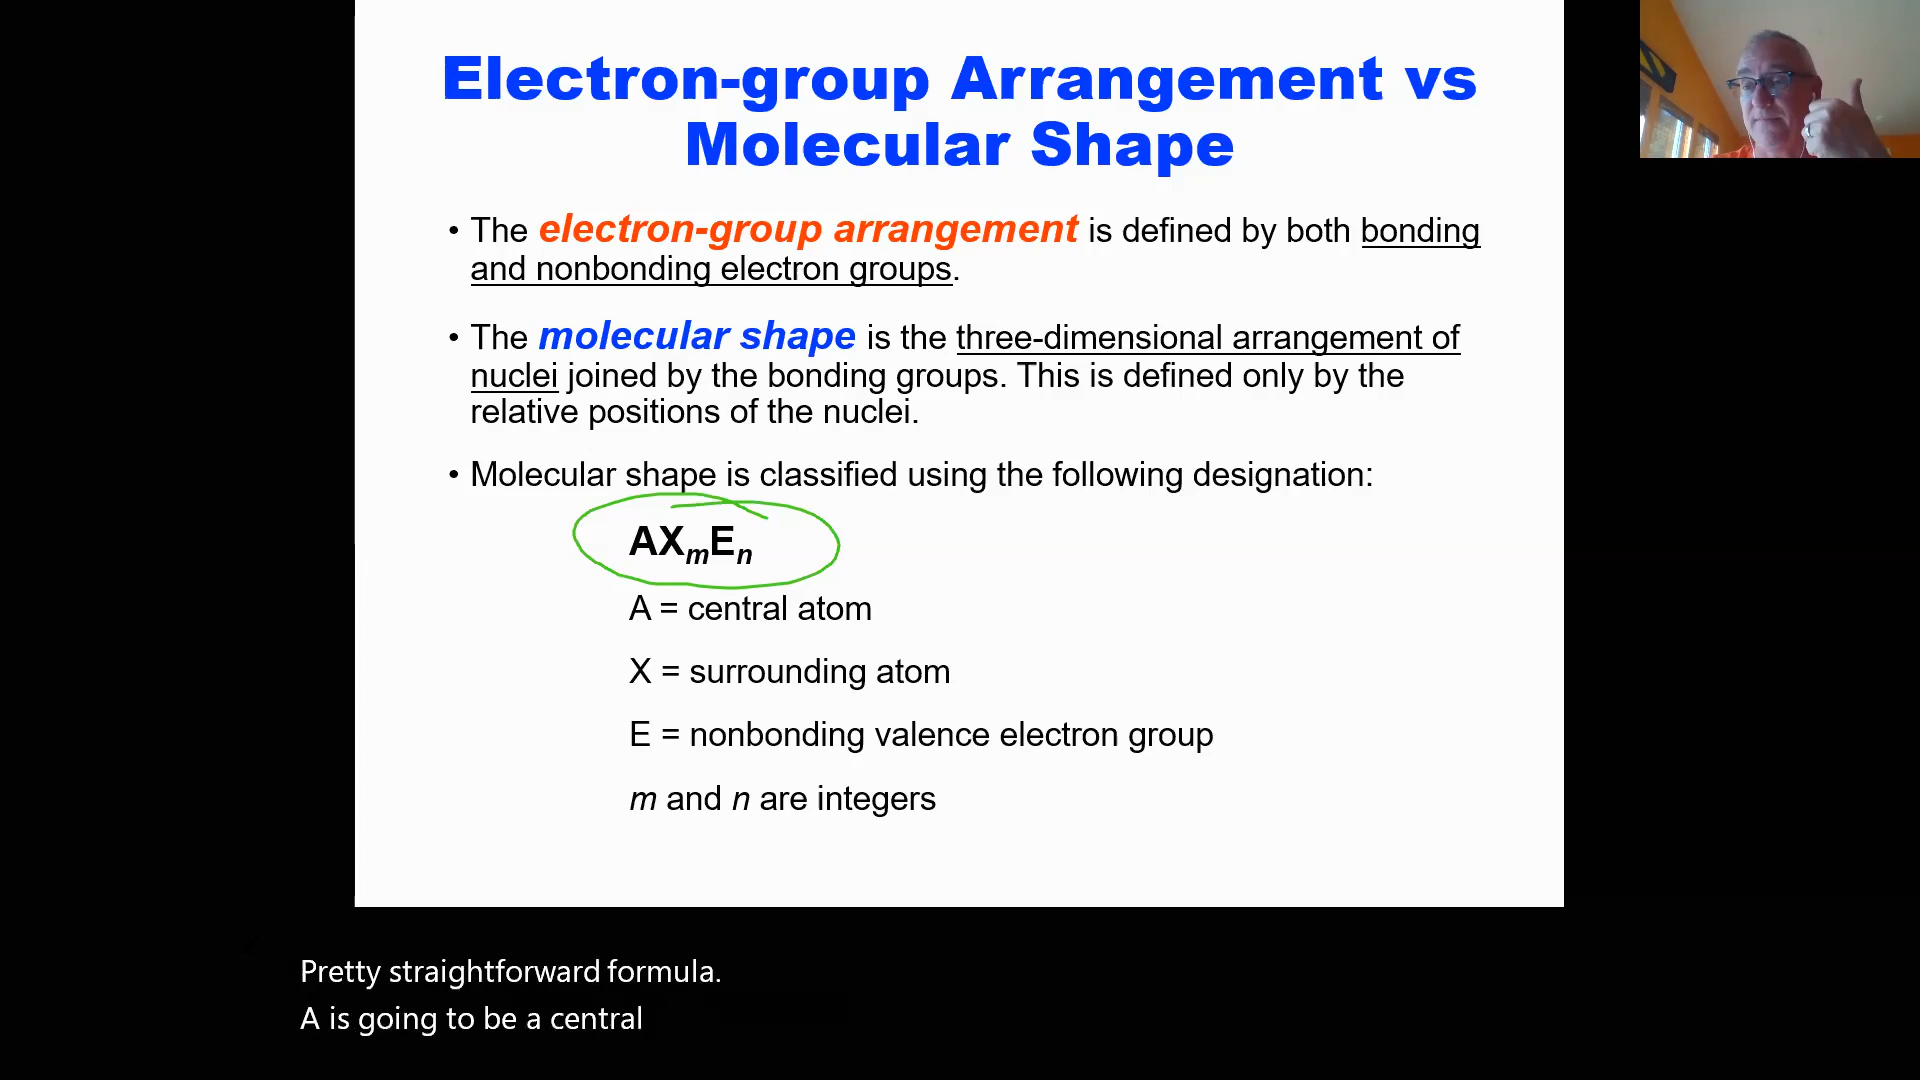 Electron-group Arrangement vs
Molecular Shape
• The electron-group arrangement is defined by both bonding
and nonbonding electron groups.
• The molecular shape is the three-dimensional arrangement of
nuclei joined by the bonding groups. This is defined only by the
relative positions of the nuclei.
• Molecular shape is classified using the following designation:
AXmEn
A = central atom
X = surrounding atom
E = nonbonding valence electron group
m and n are integers
Pretty straightforward formula.
A is going to be a central